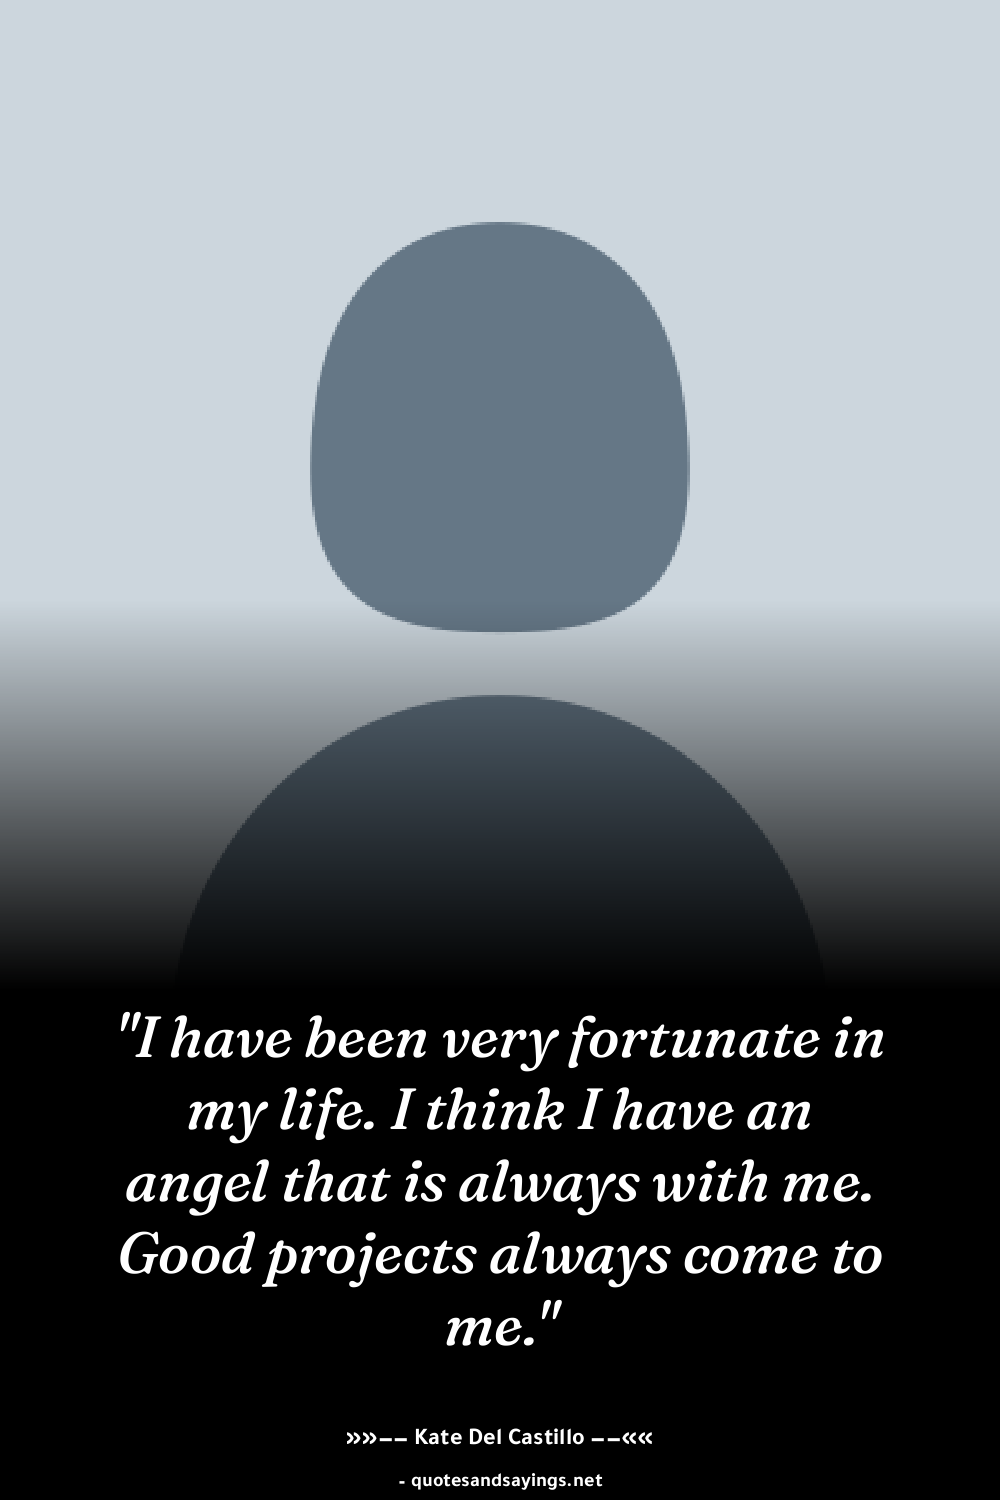 "I have been very fortunate in
my life. I think I have an
angel that is always with me.
Good projects always come to
me."
»»–– Kate Del Castillo ––««
- quotesandsayings.net